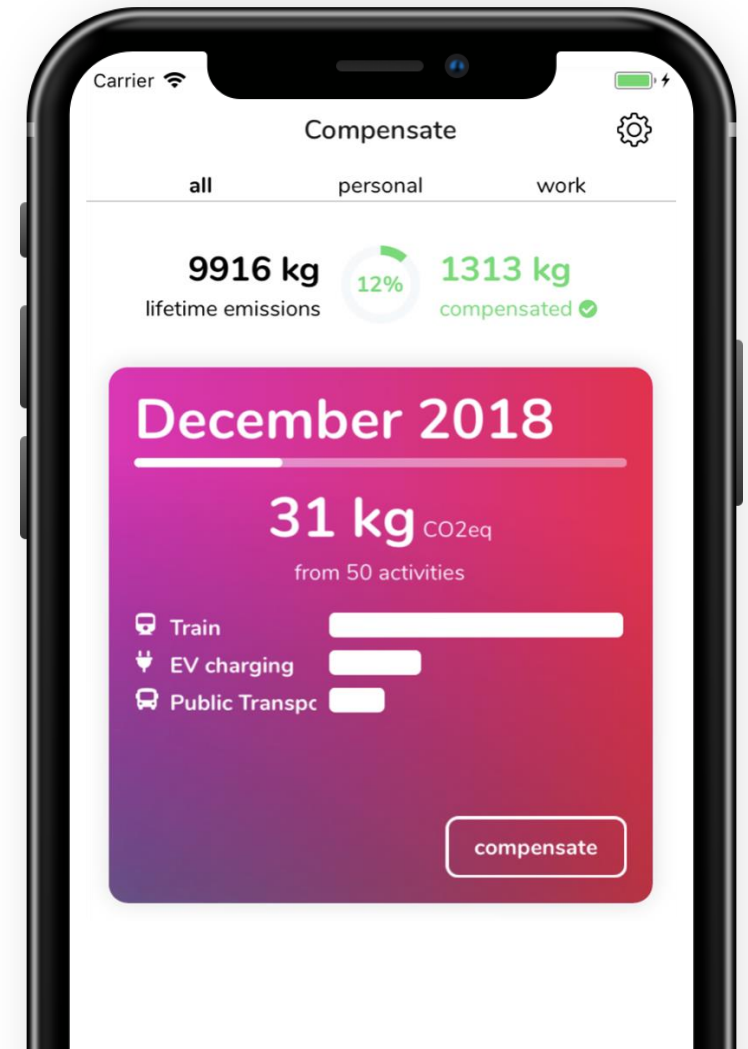 Carrier
Compensate
all personal work
9916 kg 12% 1313 kg
lifetime emissions compensated
December 2018
31 kg CO2eq
from 50 activities
Train
EV charging
Public Transpo
compensate